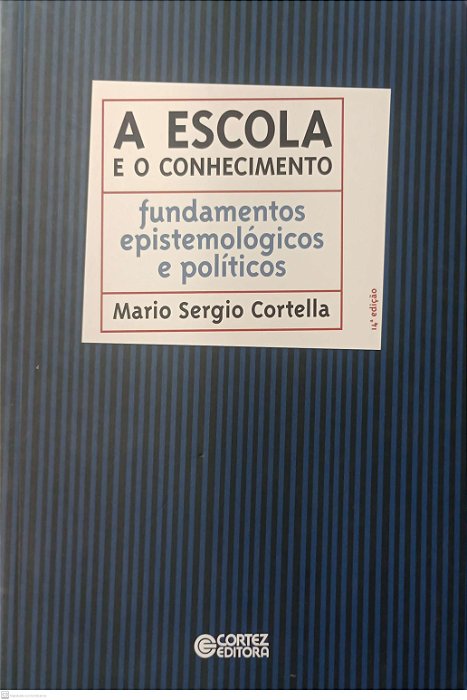 A ESCOLA
E O CONHECIMENTO
fundamentos
epistemológicos
e políticos
Mario Sergio Cortella
14ª edição
CORTEZ
EDITORA